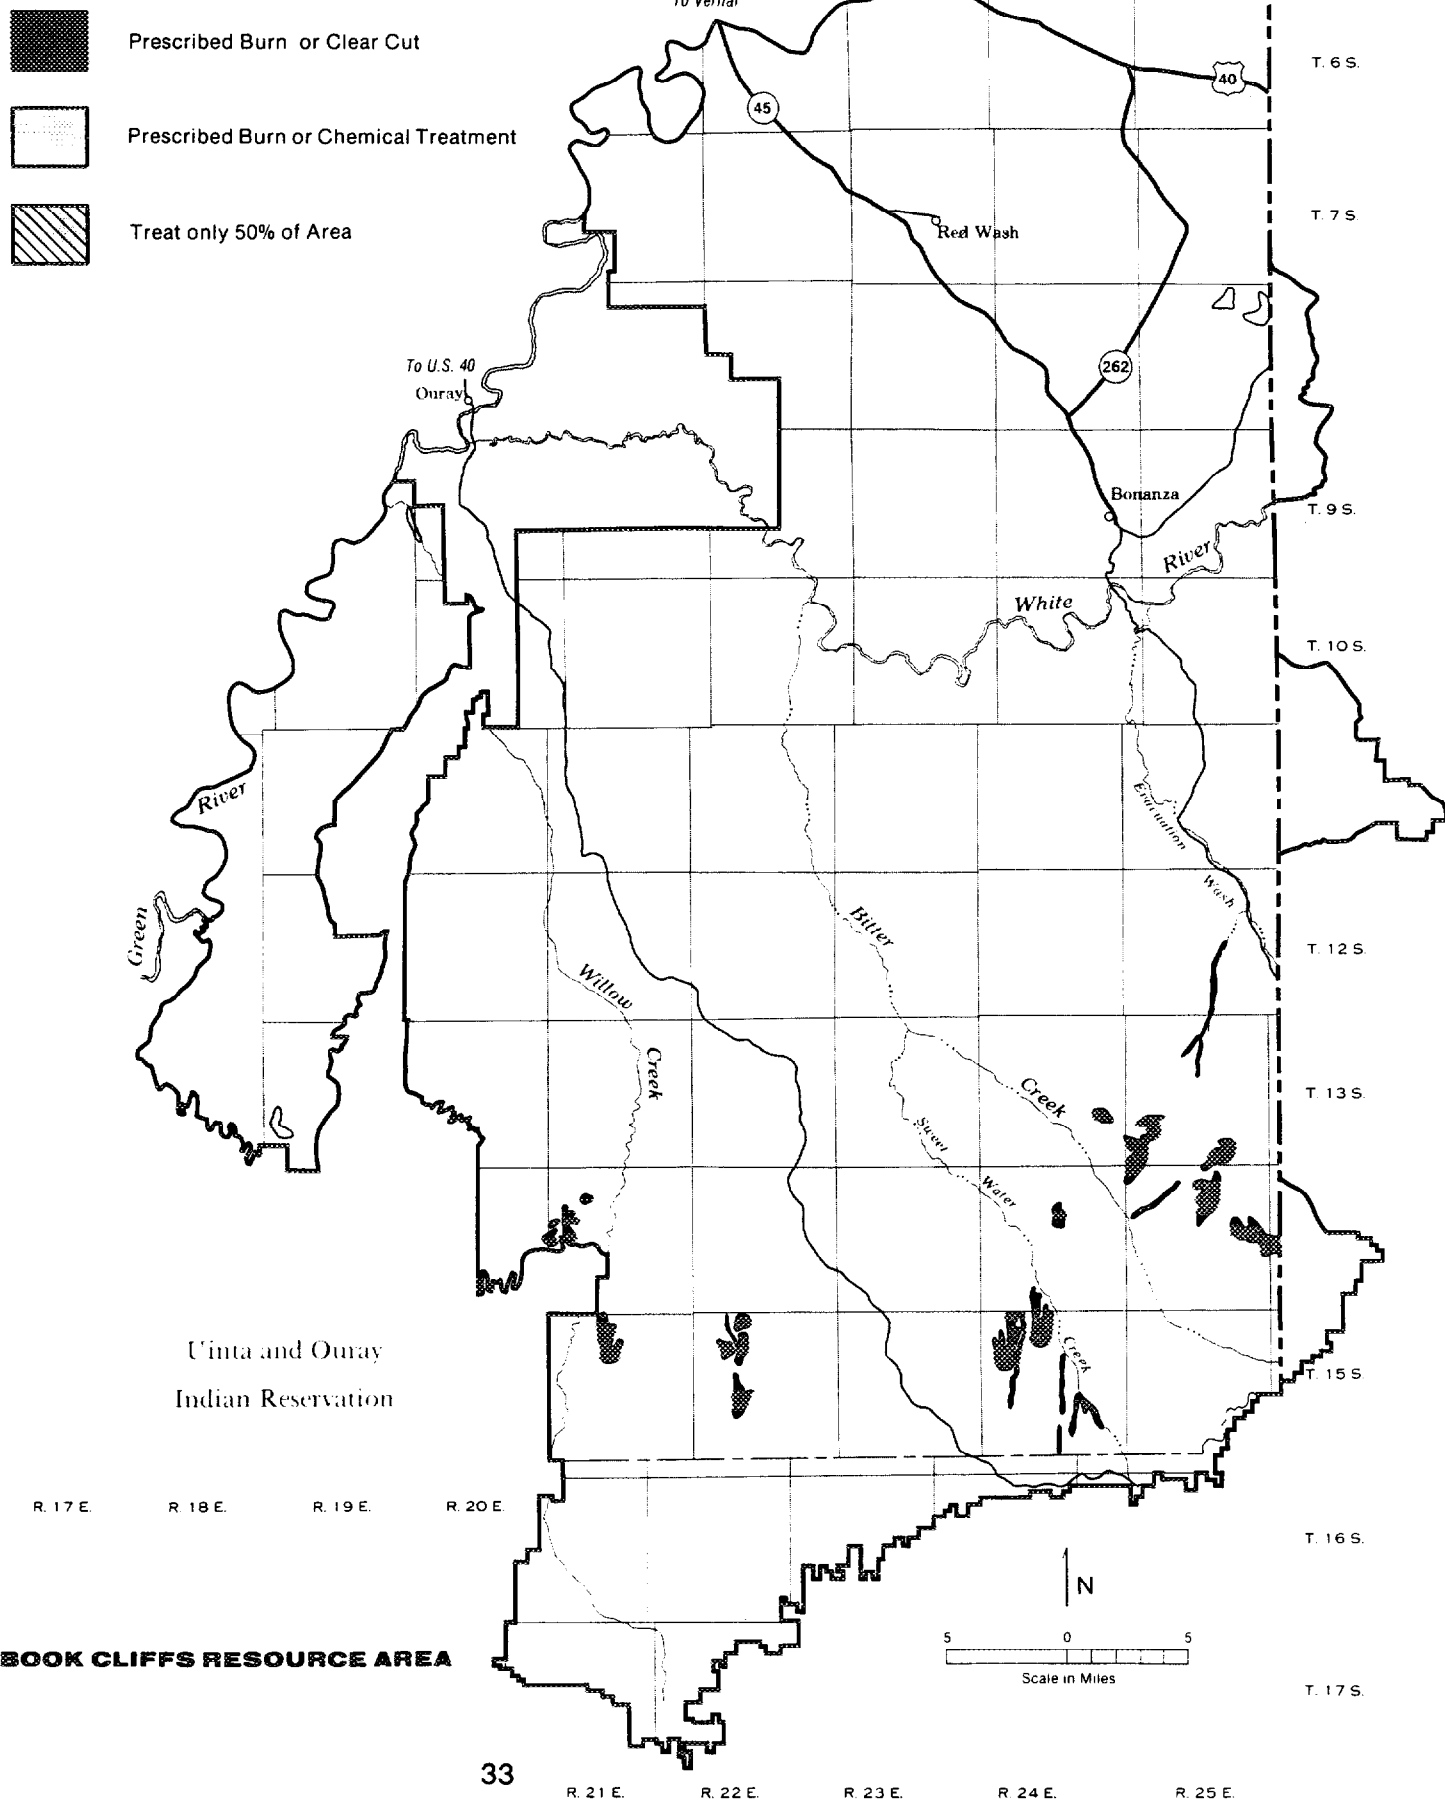 To Vernal
Prescribed Burn or Clear Cut
T. 6 S.
40
45
Prescribed Burn or Chemical Treatment
T. 7 S.
Treat only 50% of Area
Red Wash
To U.S. 40
262
Ouray
Bonanza
T. 9 S.
River
White
T. 10 S.
River
Evacuation
Wash
Bitter
Green
T. 12 S.
Willow
Creek
Creek
T. 13 S.
Sweet
Water
Uinta and Ouray
Indian Reservation
Creek
T. 15 S.
R. 17 E.
R. 18 E.
R. 19 E.
R. 20 E.
T. 16 S.
N
BOOK CLIFFS RESOURCE AREA
5 0 5
Scale in Miles
T. 17 S.
33
R. 21 E.
R. 22 E.
R. 23 E.
R. 24 E.
R. 25 E.